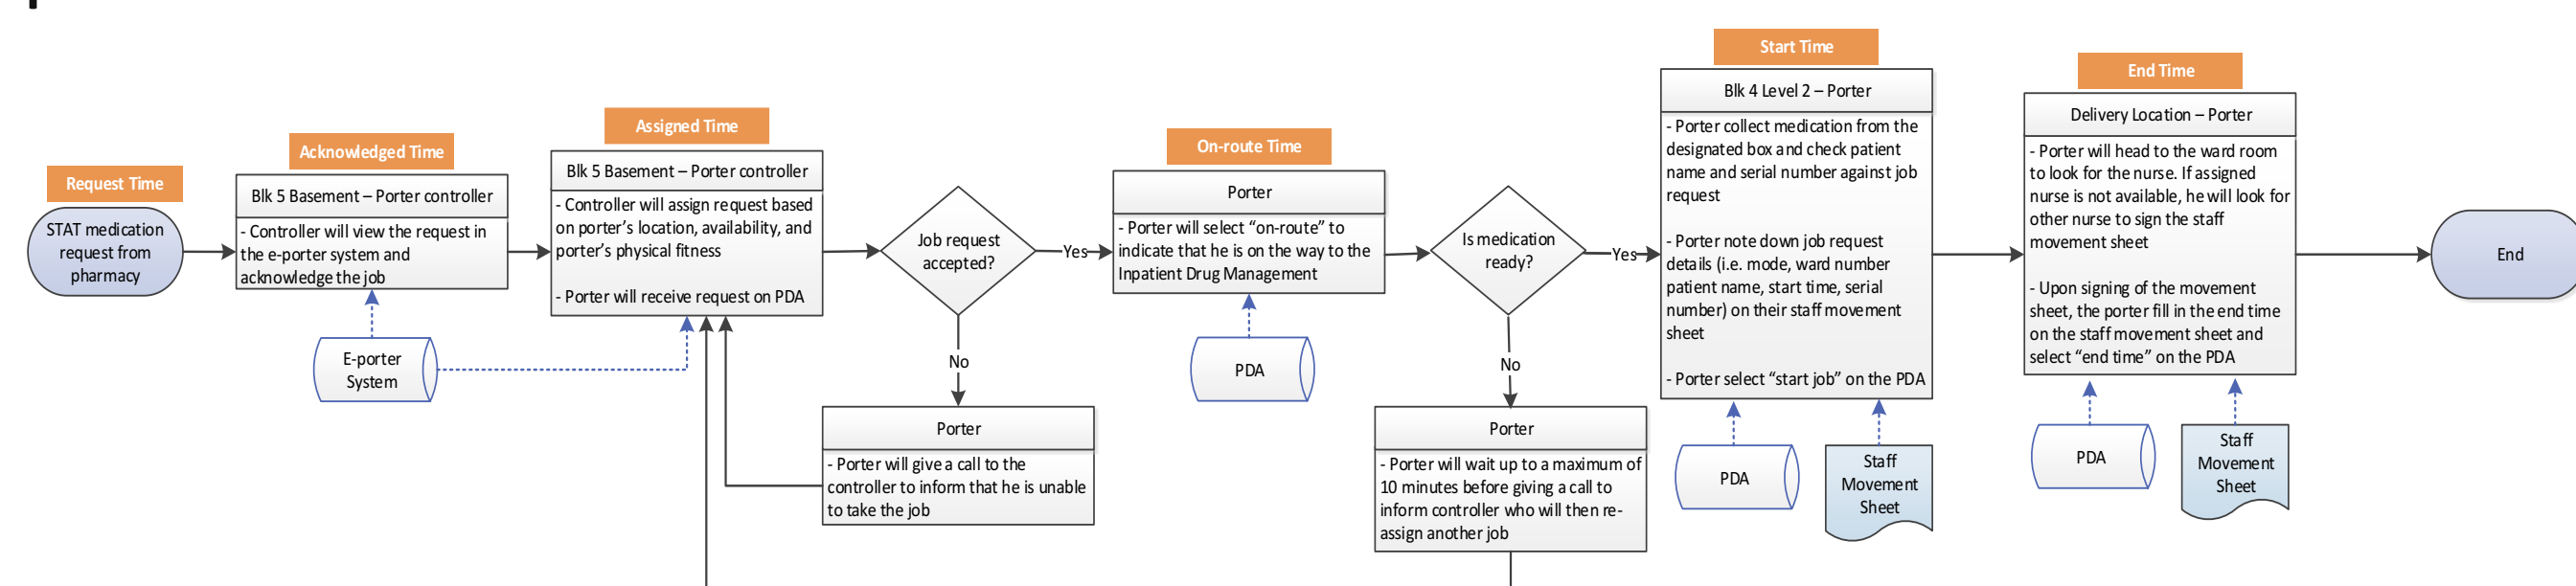 Request Time
STAT medication
request from
pharmacy
Acknowledged Time
Blk 5 Basement – Porter controller
- Controller will view the request in
the e-porter system and
acknowledge the job
E-porter
System
Assigned Time
Blk 5 Basement – Porter controller
- Controller will assign request based
on porter’s location, availability, and
porter’s physical fitness
- Porter will receive request on PDA
Job request
accepted?
Yes
No
Porter
- Porter will give a call to the
controller to inform that he is unable
to take the job
On-route Time
Porter
- Porter will select “on-route” to
indicate that he is on the way to the
Inpatient Drug Management
PDA
Is medication
ready?
Yes
No
Porter
- Porter will wait up to a maximum of
10 minutes before giving a call to
inform controller who will then re-
assign another job
Start Time
Blk 4 Level 2 – Porter
- Porter collect medication from the
designated box and check patient
name and serial number against job
request
- Porter note down job request
details (i.e. mode, ward number
patient name, start time, serial
number) on their staff movement
sheet
- Porter select “start job” on the PDA
PDA
Staff
Movement
Sheet
End Time
Delivery Location – Porter
- Porter will head to the ward room
to look for the nurse. If assigned
nurse is not available, he will look for
other nurse to sign the staff
movement sheet
- Upon signing of the movement
sheet, the porter fill in the end time
on the staff movement sheet and
select “end time” on the PDA
PDA
Staff
Movement
Sheet
End